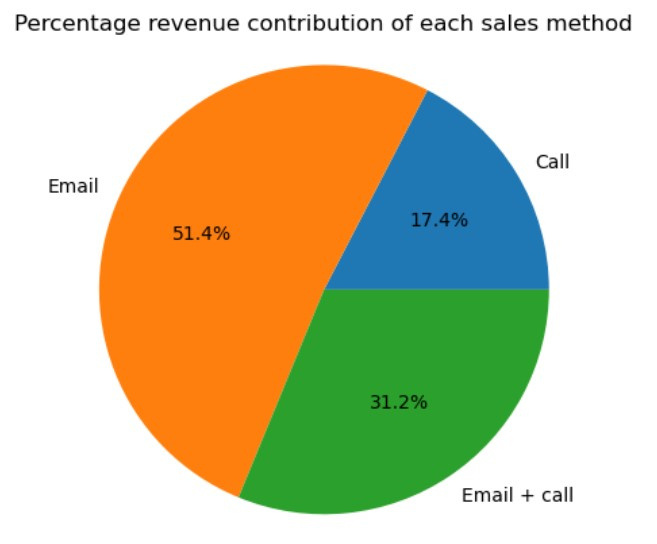 Percentage revenue contribution of each sales method
Call
Email
17.4%
51.4%
31.2%
Email + call